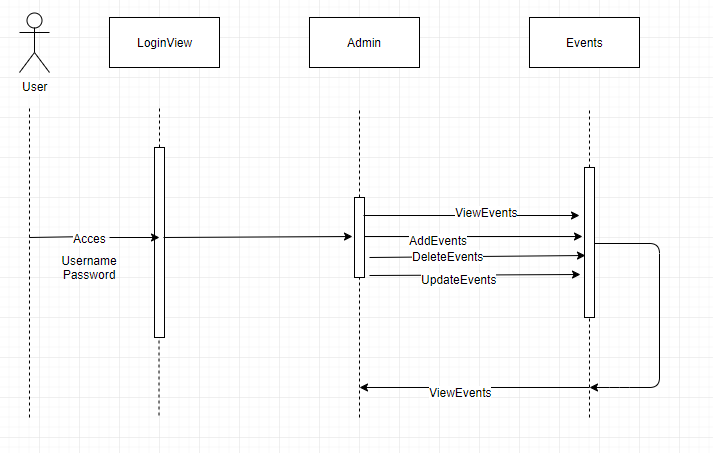 LoginView
Admin
Events
User
ViewEvents
Acces
AddEvents
DeleteEvents
Username
Password
UpdateEvents
ViewEvents